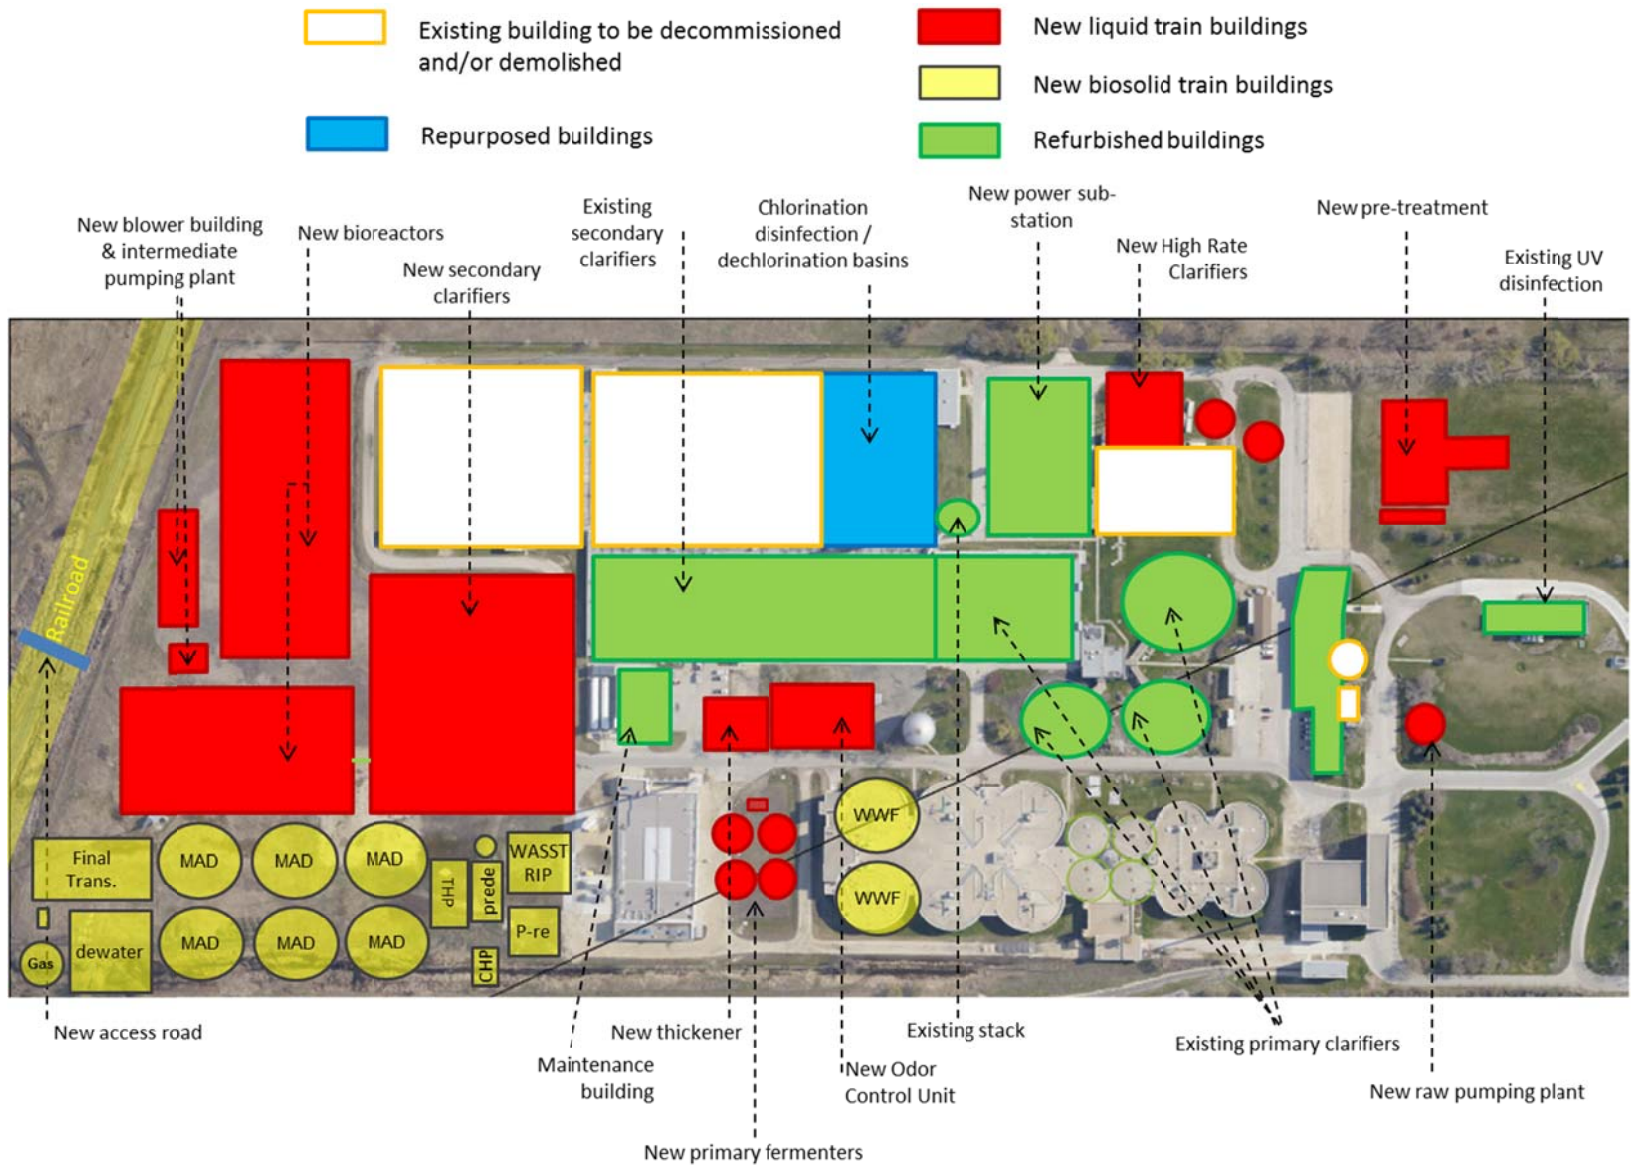 Existing building to be decommissioned
and/or demolished
Repurposed buildings
New liquid train buildings
New biosolid train buildings
Refurbished buildings
New blower building
& intermediate
pumping plant
New bioreactors
New secondary
clarifiers
Existing
secondary
clarifiers
Chlorination
disinfection /
dechlorination basins
New power sub-
station
New High Rate
Clarifiers
New pre-treatment
Existing UV
disinfection
Railroad
Final
Trans.
MAD
MAD
MAD
THP
prede
WASST
RIP
WWF
WWF
Gas
dewater
MAD
MAD
MAD
CHP
P-re
New access road
Maintenance
building
New thickener
New primary fermenters
New Odor
Control Unit
Existing stack
Existing primary clarifiers
New raw pumping plant